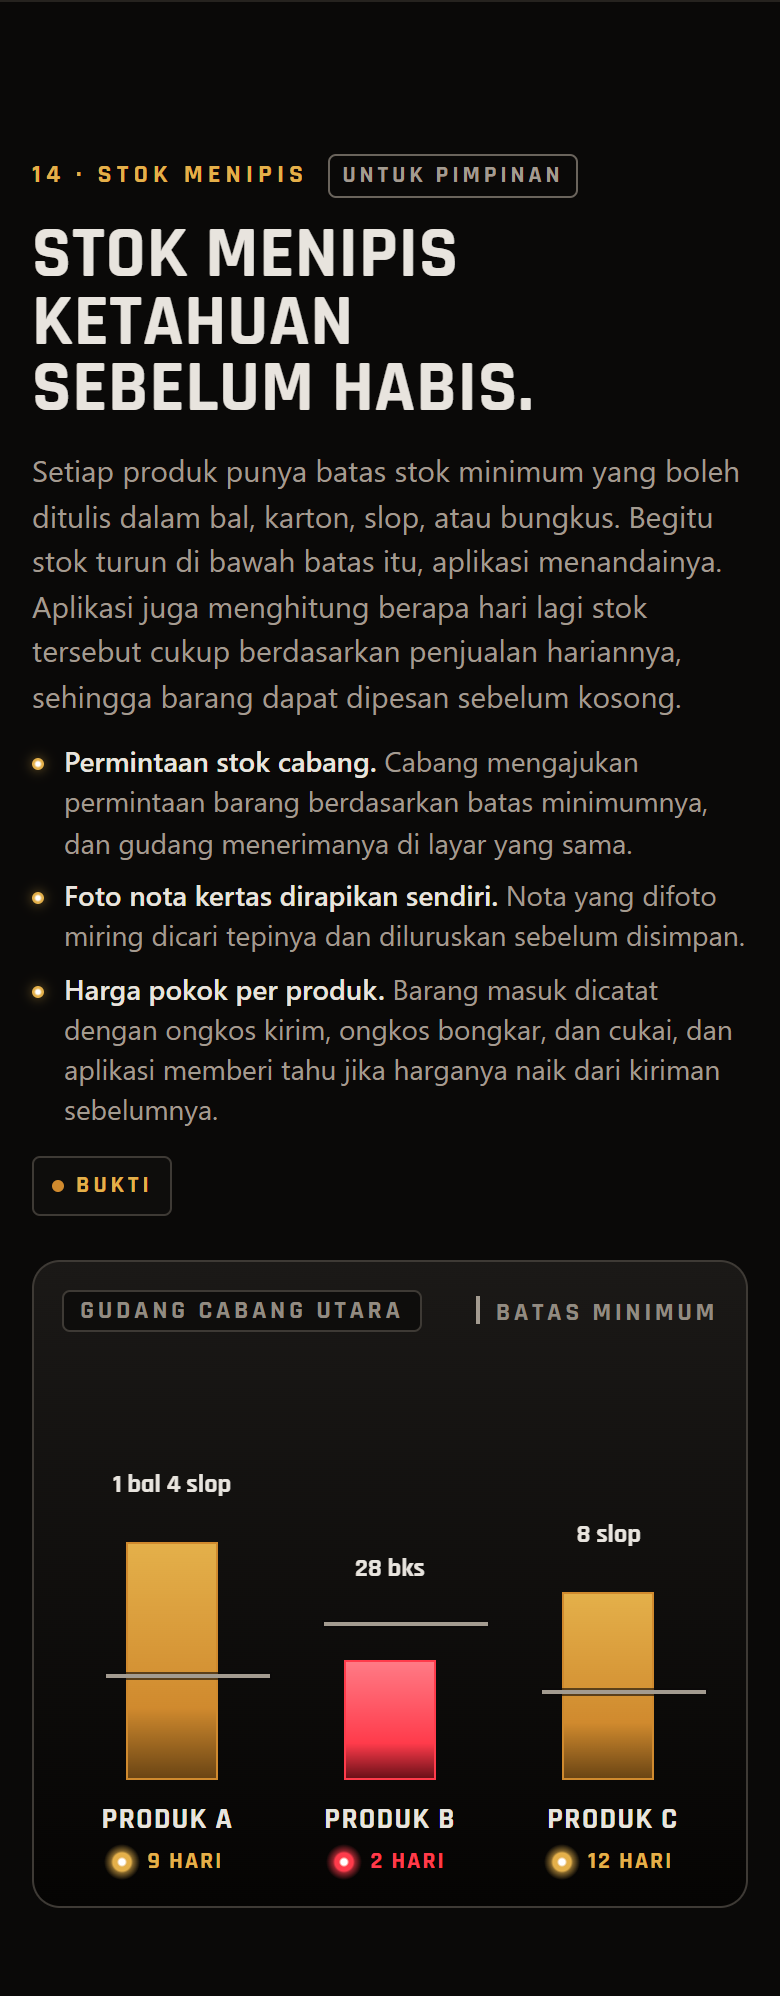 14 · STOK MENIPIS UNTUK PIMPINAN
STOK MENIPIS
KETAHUAN
SEBELUM HABIS.
Setiap produk punya batas stok minimum yang boleh
ditulis dalam bal, karton, slop, atau bungkus. Begitu
stok turun di bawah batas itu, aplikasi menandainya.
Aplikasi juga menghitung berapa hari lagi stok
tersebut cukup berdasarkan penjualan hariannya,
sehingga barang dapat dipesan sebelum kosong.
Permintaan stok cabang. Cabang mengajukan
permintaan barang berdasarkan batas minimumnya,
dan gudang menerimanya di layar yang sama.
Foto nota kertas dirapikan sendiri. Nota yang difoto
miring dicari tepinya dan diluruskan sebelum disimpan.
Harga pokok per produk. Barang masuk dicatat
dengan ongkos kirim, ongkos bongkar, dan cukai, dan
aplikasi memberi tahu jika harganya naik dari kiriman
sebelumnya.
BUKTI
GUDANG CABANG UTARA BATAS MINIMUM
1 bal 4 slop
28 bks
8 slop
PRODUK A PRODUK B PRODUK C
9 HARI 2 HARI 12 HARI